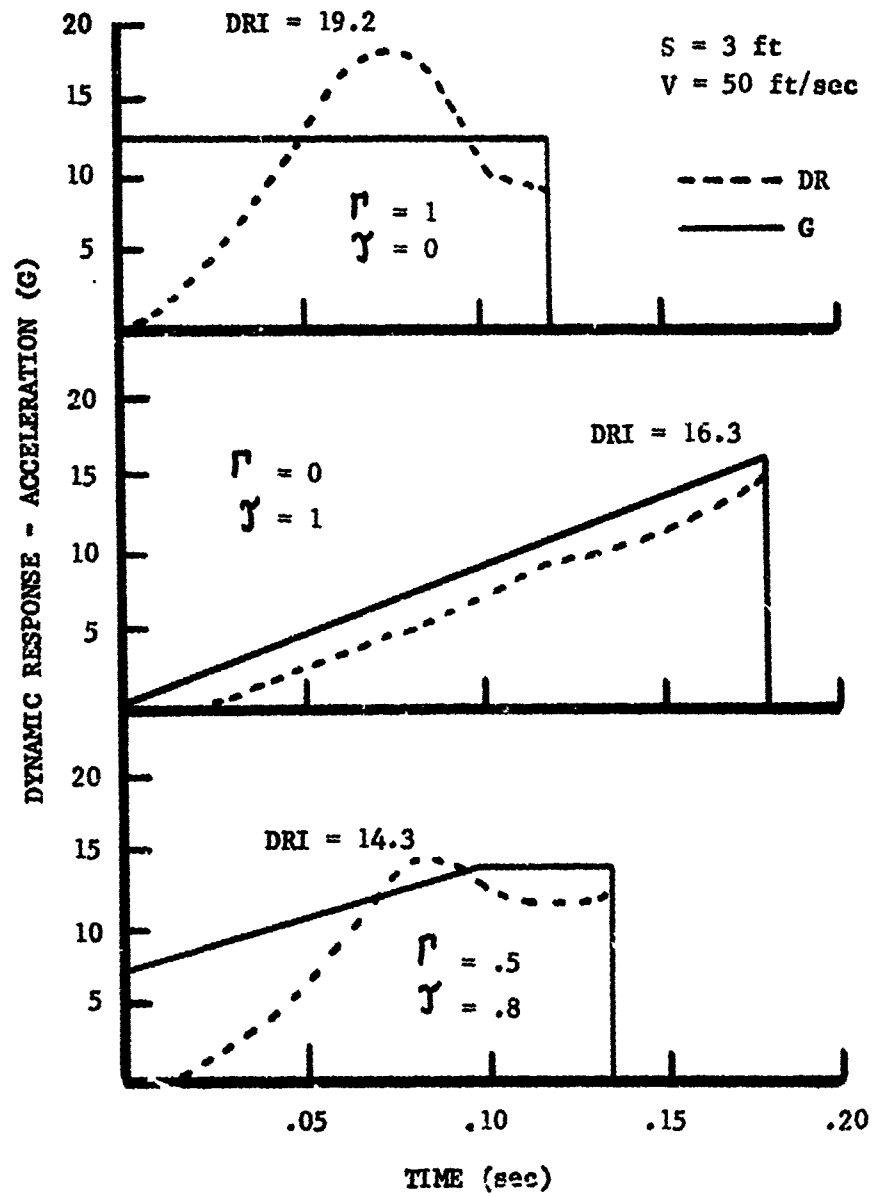 DYNAMIC RESPONSE - ACCELERATION (G)
20
15
10
5
DRI = 19.2
S = 3 ft
V = 50 ft/sec
DR
G
Γ = 1
τ = 0
20
15
10
5
DRI = 16.3
Γ = 0
τ = 1
20
15
10
5
DRI = 14.3
Γ = .5
τ = .8
.05 .10 .15 .20
TIME (sec)